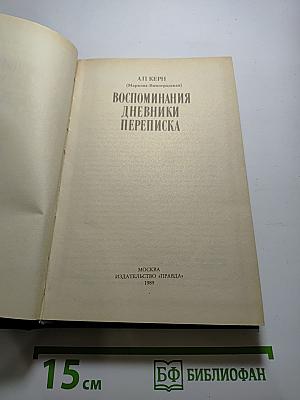 А.П. КЕРН
(Маркова-Виноградская)
ВОСПОМИНАНИЯ
ДНЕВНИКИ
ПЕРЕПИСКА
МОСКВА
ИЗДАТЕЛЬСТВО «ПРАВДА»
1989
15 см
БФ БИБЛИОФАН